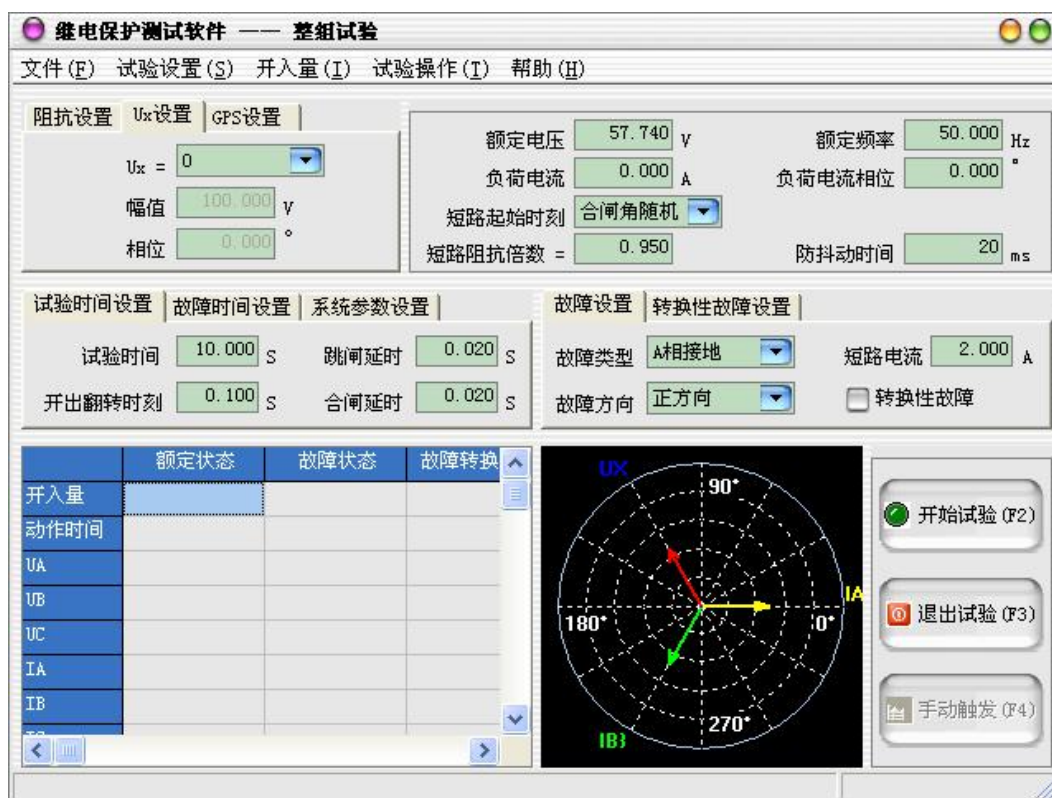 继电保护测试软件 —— 整组试验
文件(F) 试验设置(S) 开入量(I) 试验操作(T) 帮助(H)
阻抗设置 Ux设置 GPS设置
Ux = 0
幅值 100.000 V
相位 0.000 °
额定电压 57.740 V 额定频率 50.000 Hz
负荷电流 0.000 A 负荷电流相位 0.000 °
短路起始时刻 合闸角随机
短路阻抗倍数 = 0.950 防抖动时间 20 ms
试验时间设置 故障时间设置 系统参数设置
试验时间 10.000 S 跳闸延时 0.020 S
开出翻转时刻 0.100 S 合闸延时 0.020 S
故障设置 转换性故障设置
故障类型 A相接地 短路电流 2.000 A
故障方向 正方向 转换性故障
额定状态 故障状态 故障转换
开入量
动作时间
UA
UB
UC
IA
IB
UX
90°
IA
180°
0°
270°
IB
开始试验(F2)
退出试验(F3)
手动触发(F4)